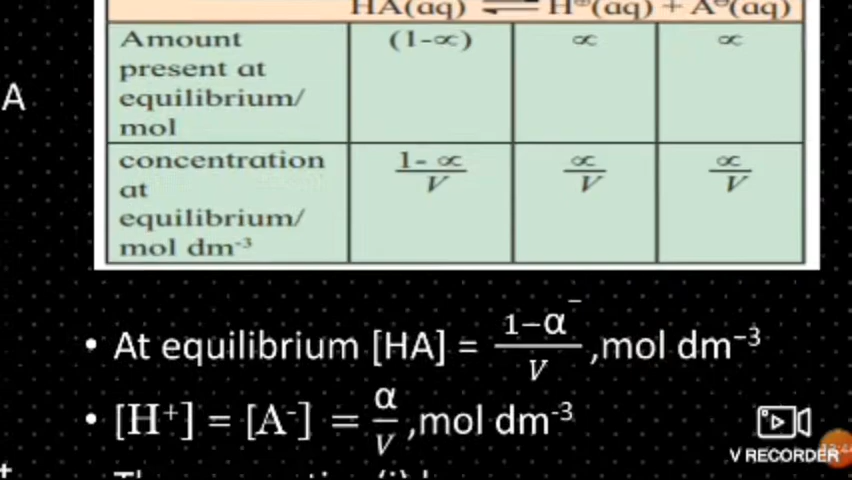 HA(aq) ⇌ H⊕(aq) + A⊖(aq)
Amount present at equilibrium/ mol (1-∝) ∝ ∝
concentration at equilibrium/ mol dm⁻³ 1-∝/V ∝/V ∝/V
A
• At equilibrium [HA] = 1−α⁻/V ,mol dm⁻³
• [H⁺] = [A⁻] = α/V ,mol dm⁻³
V RECORDER